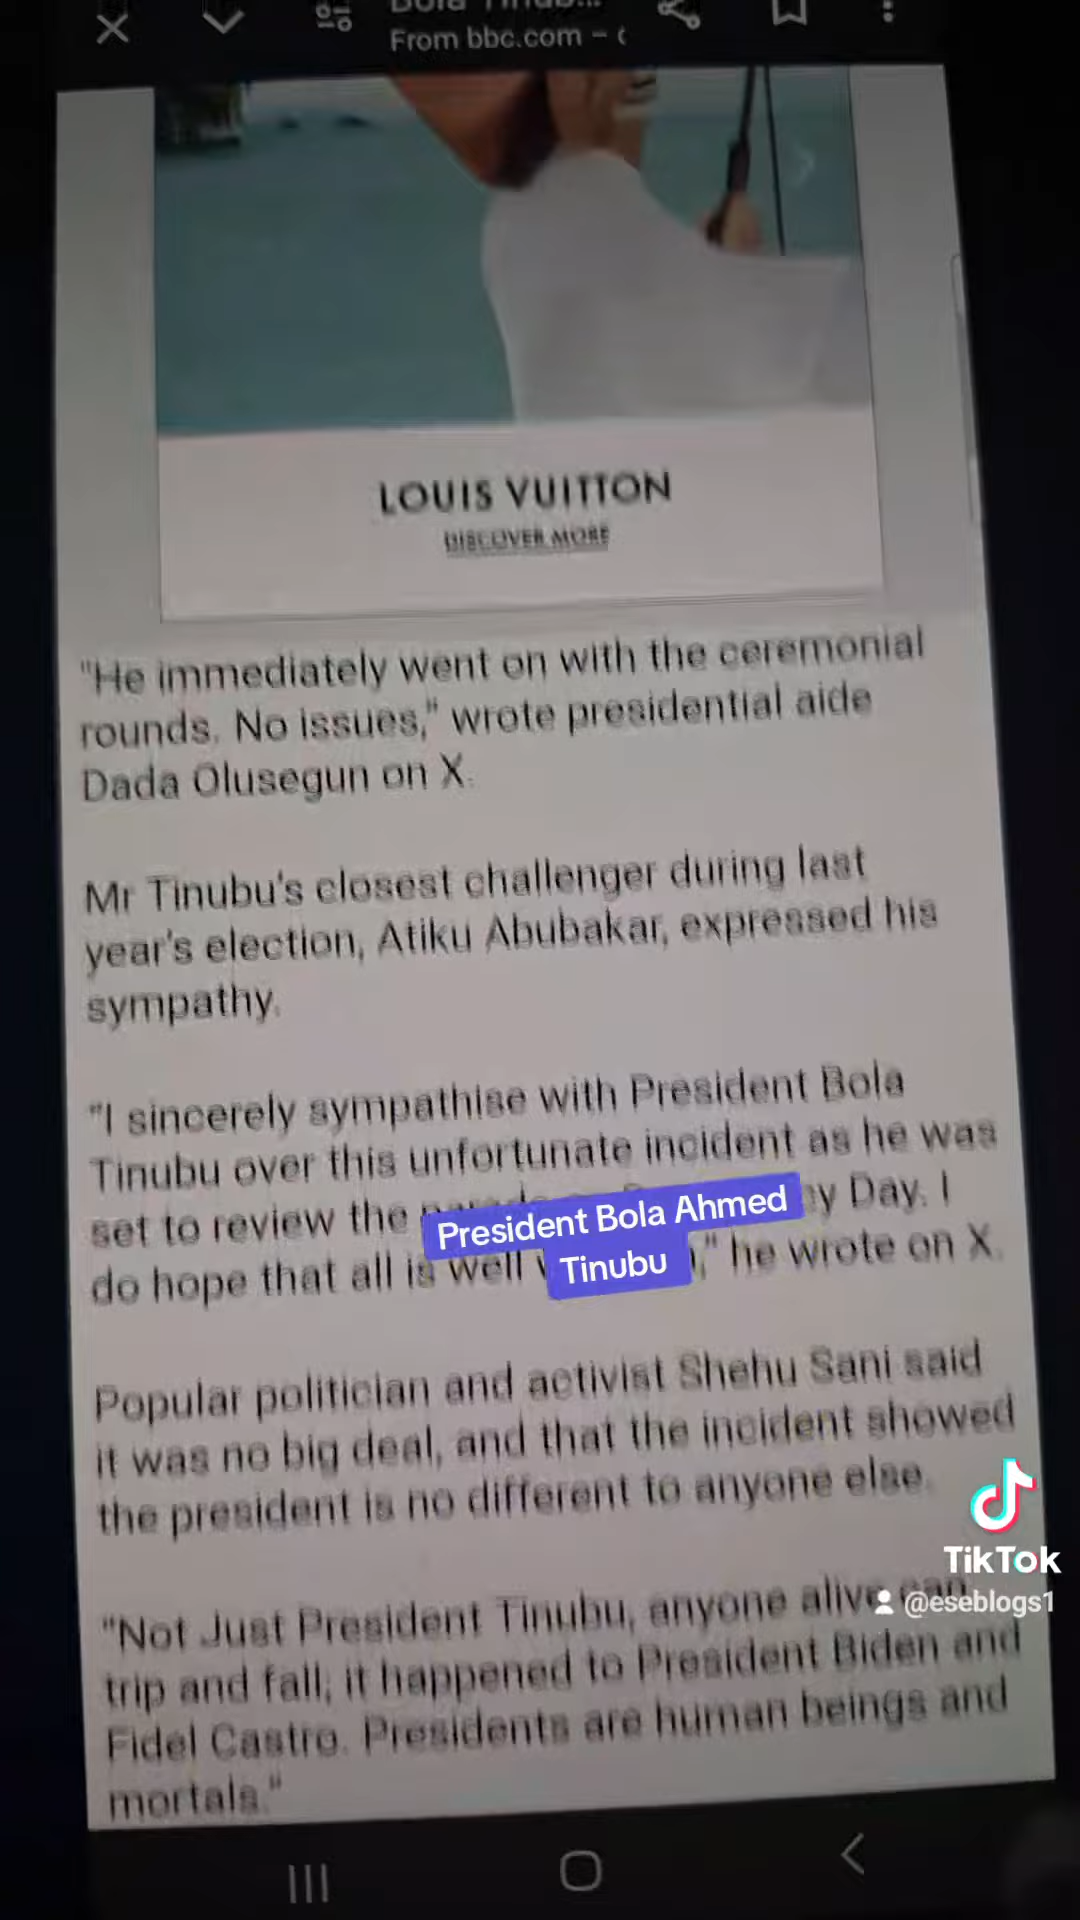 From bbc.com –
LOUIS VUITTON
DISCOVER MORE
"He immediately went on with the ceremonial
rounds. No issues," wrote presidential aide
Dada Olusegun on X.
Mr Tinubu's closest challenger during last
year's election, Atiku Abubakar, expressed his
sympathy.
"I sincerely sympathise with President Bola
Tinubu over this unfortunate incident as he was
set to review the Day. I
President Bola Ahmed
Tinubu
do hope that all is well " he wrote on X.
Popular politician and activist Shehu Sani said
it was no big deal, and that the incident showed
the president is no different to anyone else.
"Not Just President Tinubu, anyone alive can
trip and fall; it happened to President Biden and
Fidel Castro. Presidents are human beings and
mortals."
TikTok
@eseblogs1